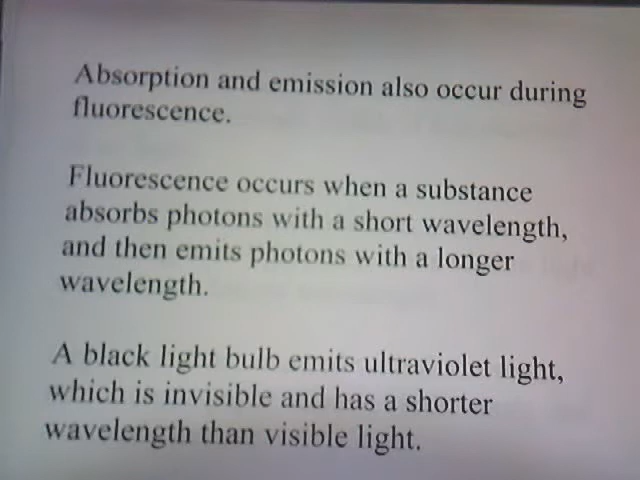 Absorption and emission also occur during
fluorescence.
Fluorescence occurs when a substance
absorbs photons with a short wavelength,
and then emits photons with a longer
wavelength.
A black light bulb emits ultraviolet light,
which is invisible and has a shorter
wavelength than visible light.